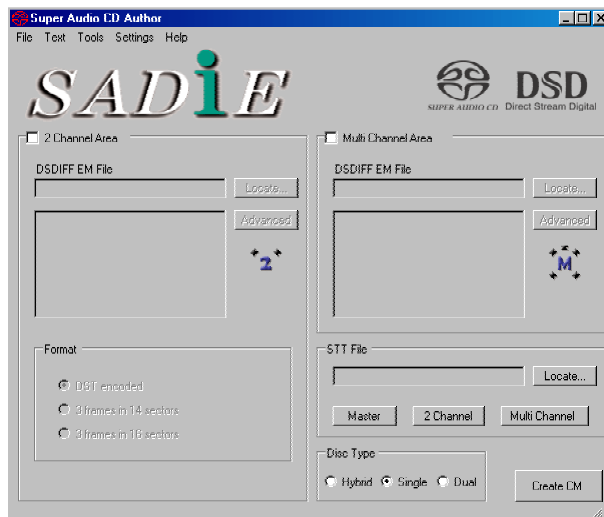 Super Audio CD Author
File Text Tools Settings Help
SADiE
SUPER AUDIO CD
DSD
Direct Stream Digital
2 Channel Area
DSDIFF EM File
Locate...
Advanced
2
Format
DST encoded
3 frames in 14 sectors
3 frames in 16 sectors
Multi Channel Area
DSDIFF EM File
Locate...
Advanced
M
STT File
Locate...
Master
2 Channel
Multi Channel
Disc Type
Hybrid Single Dual
Create CM